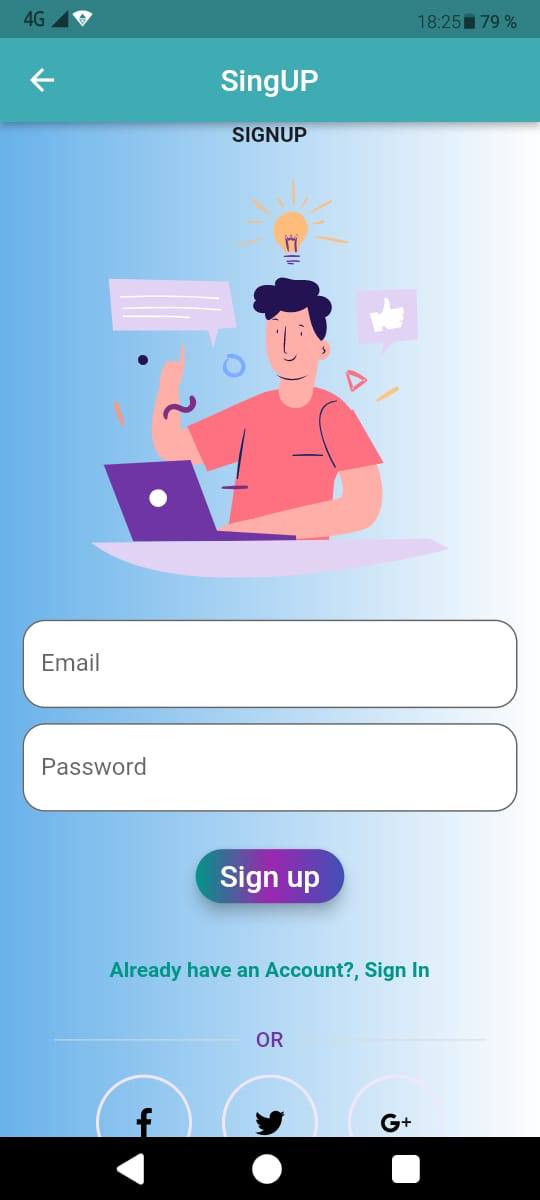 4G 18:25 79 %
SingUP
SIGNUP
Email
Password
Sign up
Already have an Account?, Sign In
OR
f G+